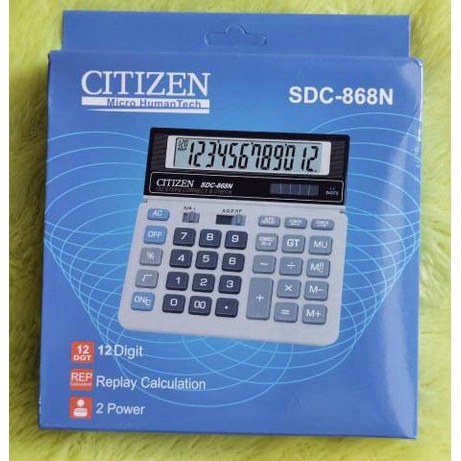 CITIZEN
Micro HumanTech
SDC-868N
123456789012.
CITIZEN SDC-868N
AC
OFF 7 8 9 GT MU
% 4 5 6 − ÷
√ 1 2 3 + × M−
0 00 . = M+
12 DGT 12 Digit
REP Replay Calculation
2 Power